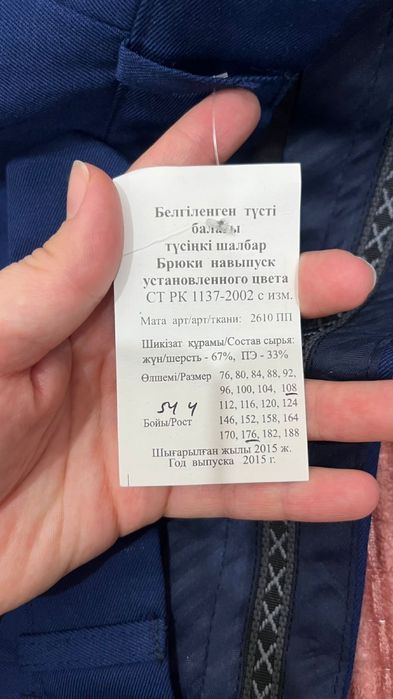 Белгіленген түсті
балағы
түсінкі шалбар
Брюки навыпуск
установленного цвета
СТ РК 1137-2002 с изм.
Мата арт/арт/ткани: 2610 ПП
Шикізат құрамы/Состав сырья:
жүн/шерсть - 67%, ПЭ - 33%
Өлшемі/Размер 76, 80, 84, 88, 92,
96, 100, 104, 108
54 4 112, 116, 120, 124
Бойы/Рост 146, 152, 158, 164
170, 176, 182, 188
Шығарылған жылы 2015 ж.
Год выпуска 2015 г.